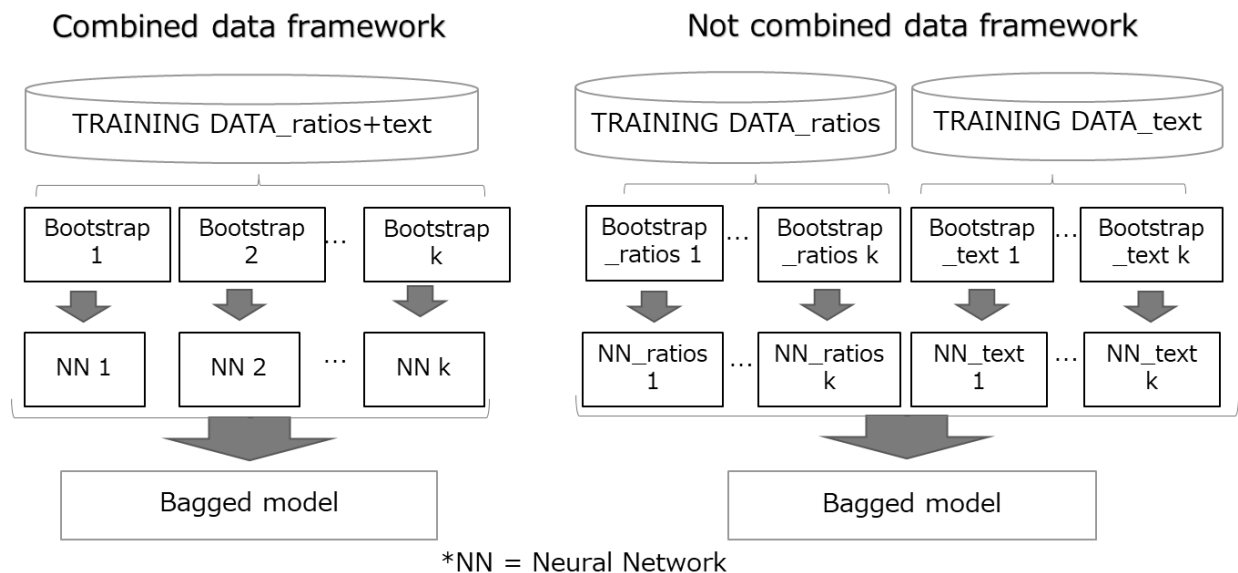 Combined data framework
TRAINING DATA_ratios+text
Bootstrap
1
Bootstrap
2
...
Bootstrap
k
NN 1
NN 2
...
NN k
Bagged model
Not combined data framework
TRAINING DATA_ratios
TRAINING DATA_text
Bootstrap
_ratios 1
...
Bootstrap
_ratios k
Bootstrap
_text 1
...
Bootstrap
_text k
NN_ratios
1
...
NN_ratios
k
NN_text
1
...
NN_text
k
Bagged model
*NN = Neural Network